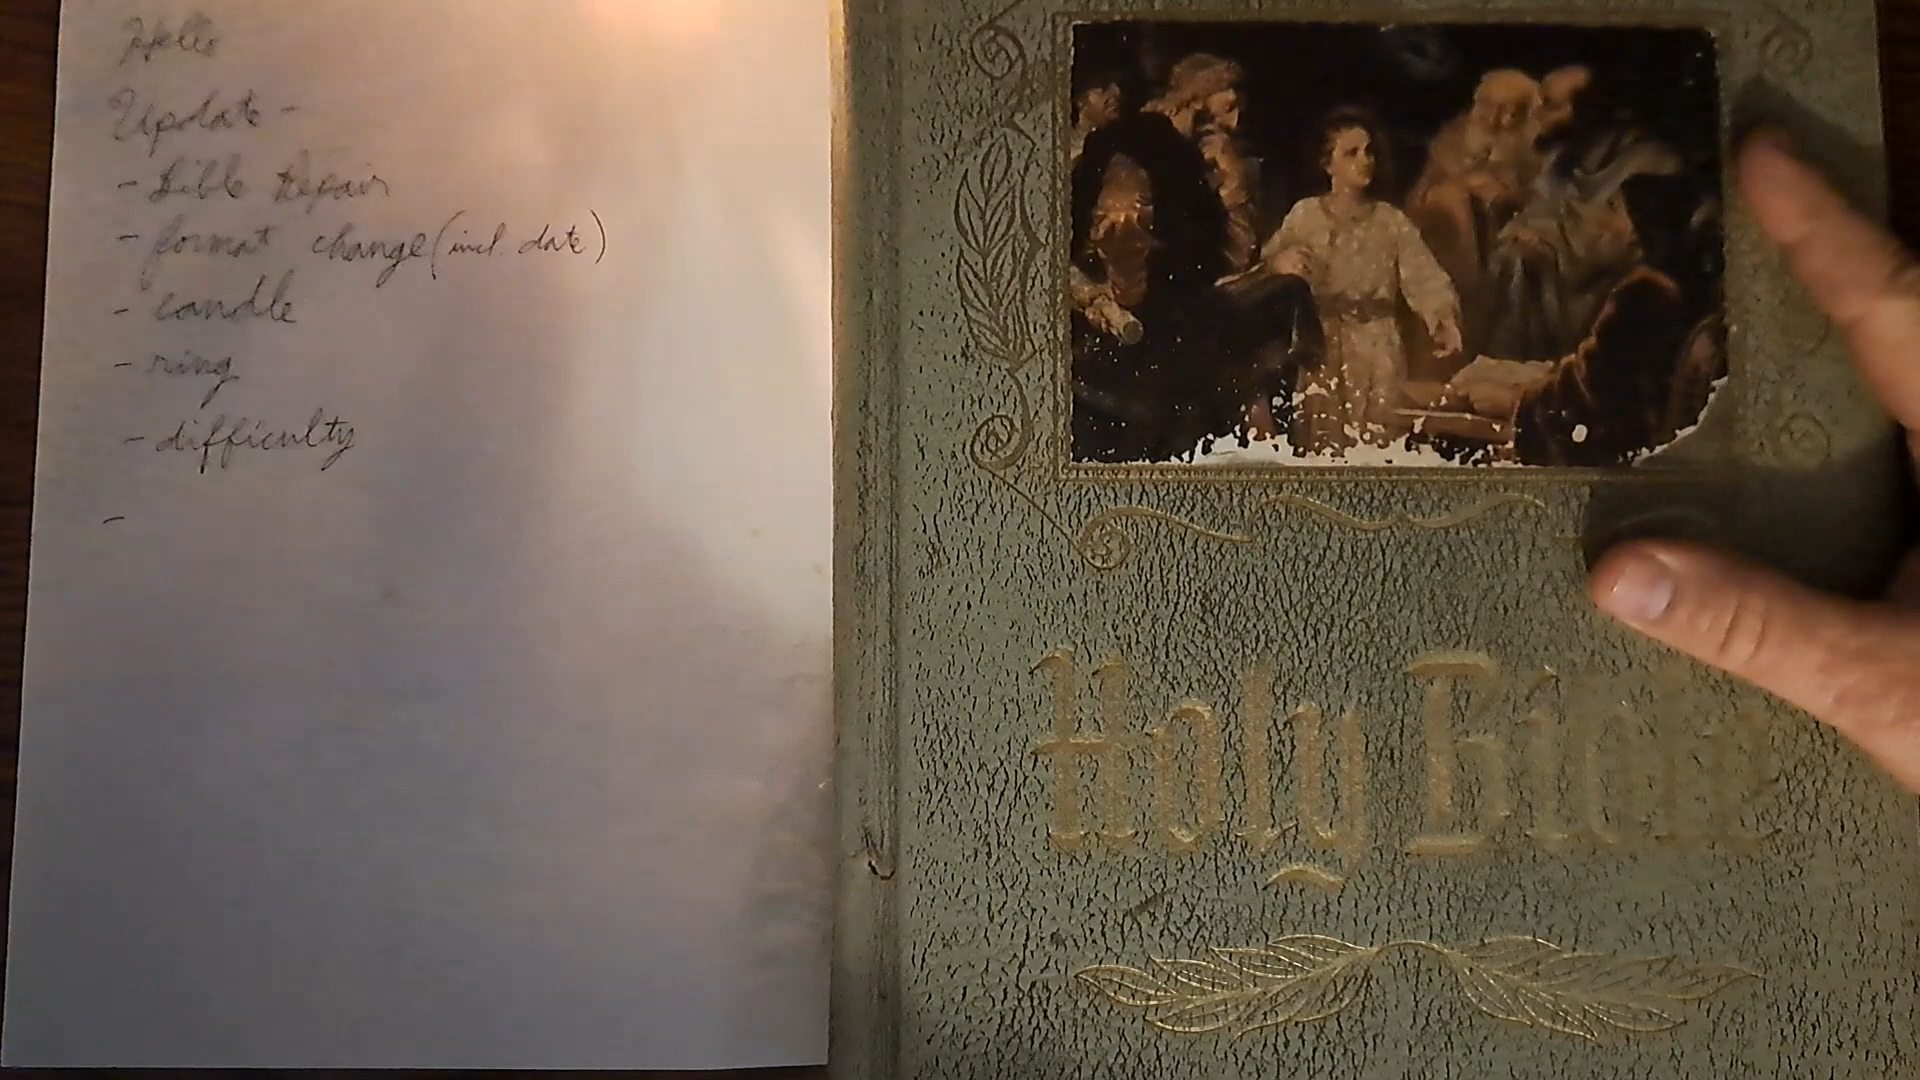 Hello
Update -
- Bible Repair
- format change (incl. date)
- candle
- ring
- difficulty
-
Holy Bible